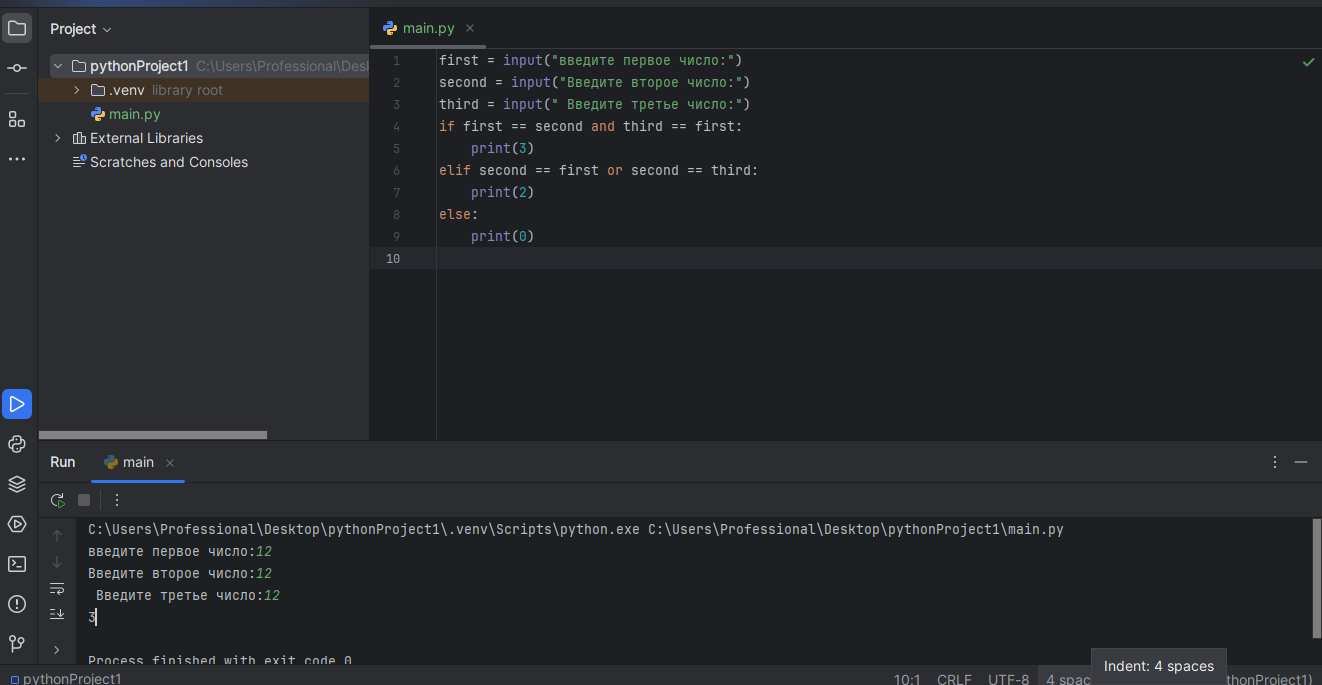 Project
main.py
pythonProject1 C:\Users\Professional\Des
.venv library root
main.py
External Libraries
Scratches and Consoles
1 first = input("введите первое число:")
2 second = input("Введите второе число:")
3 third = input(" Введите третье число:")
4 if first == second and third == first:
5 print(3)
6 elif second == first or second == third:
7 print(2)
8 else:
9 print(0)
10
Run main
C:\Users\Professional\Desktop\pythonProject1\.venv\Scripts\python.exe C:\Users\Professional\Desktop\pythonProject1\main.py
введите первое число:12
Введите второе число:12
Введите третье число:12
3
Process finished with exit code 0
Indent: 4 spaces
pythonProject1 10:1 CRLF UTF-8 4 spac thonProject1)